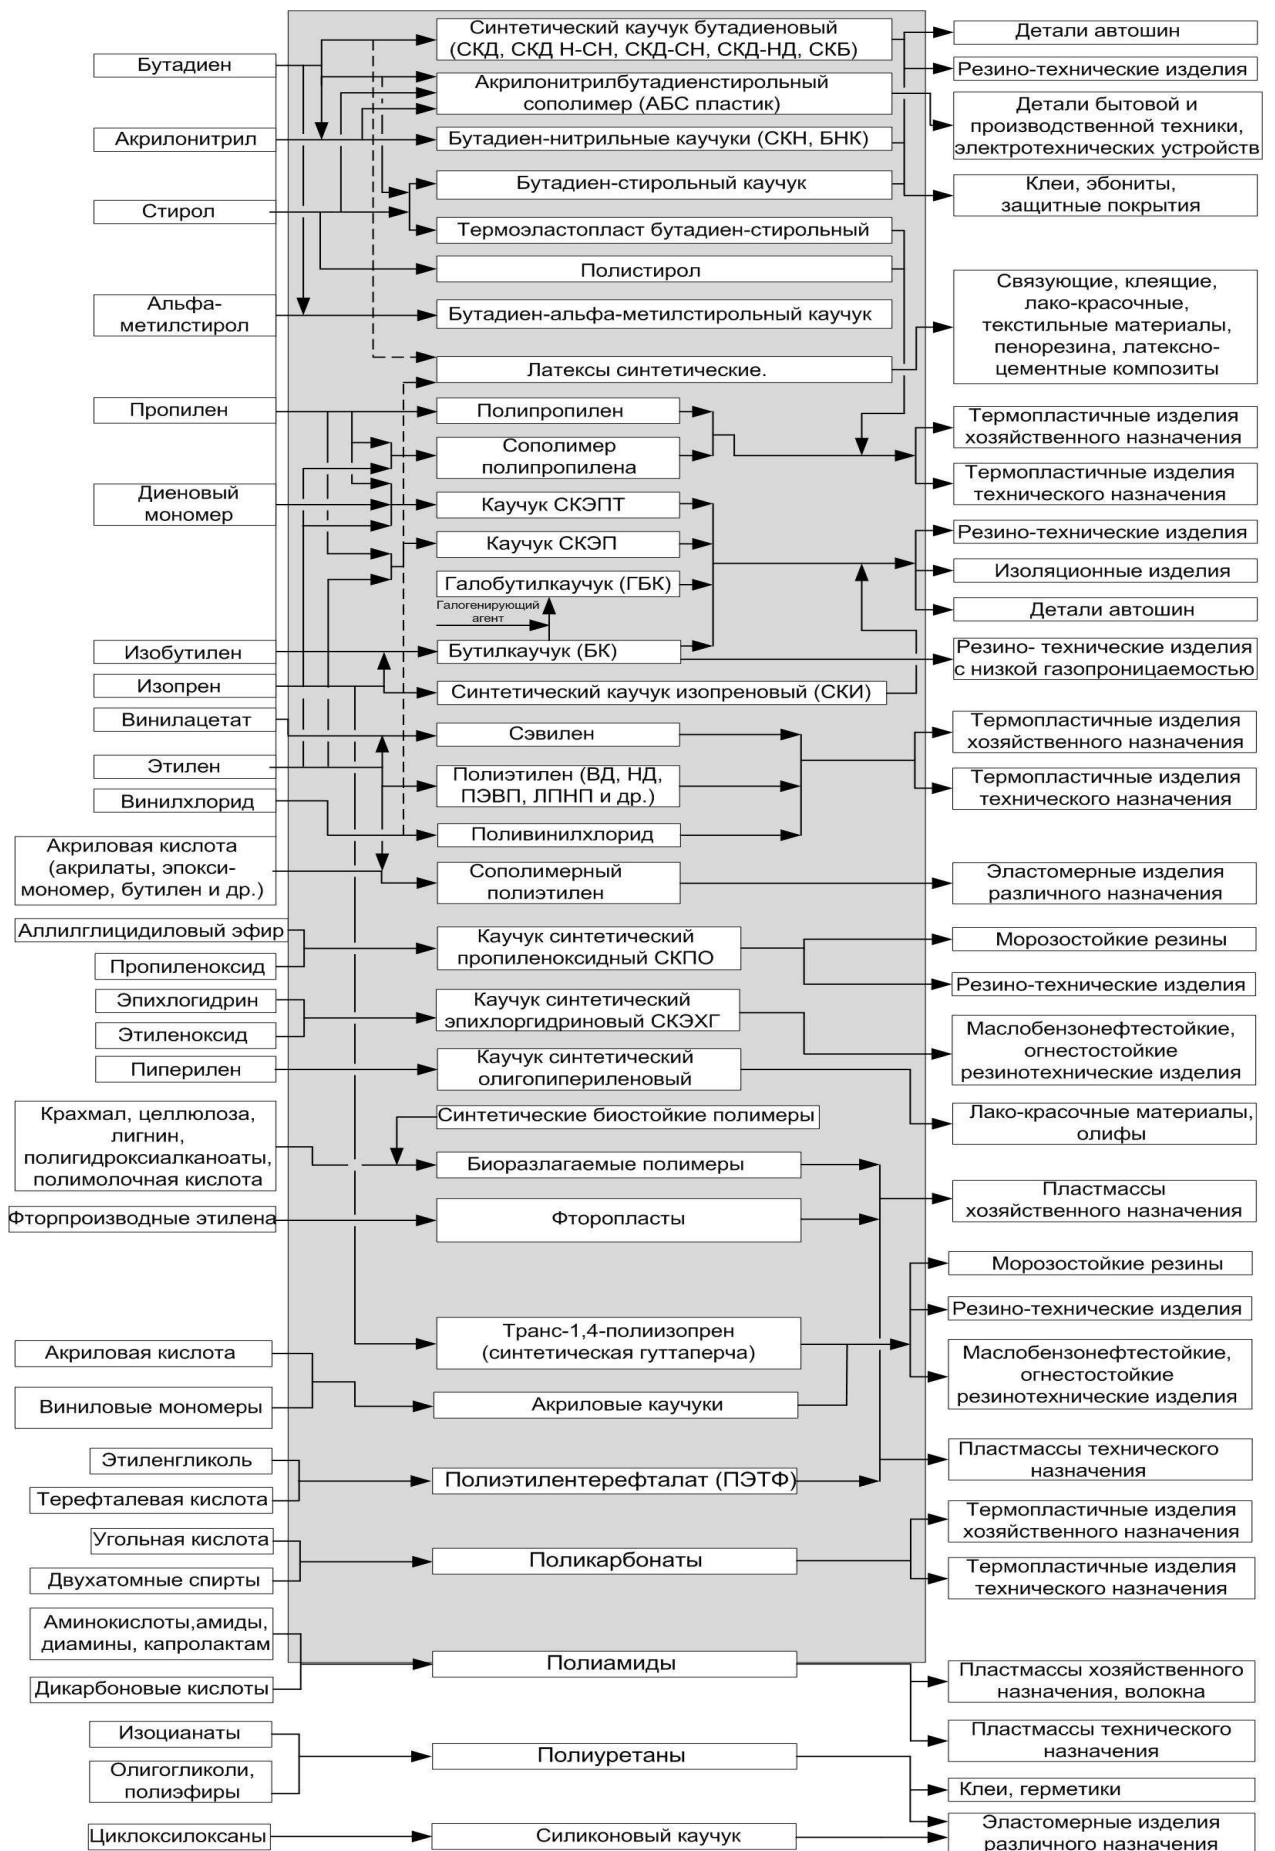 Бутадиен
Акрилонитрил
Стирол
Альфа-
метилстирол
Пропилен
Диеновый
мономер
Изобутилен
Изопрен
Винилацетат
Этилен
Винилхлорид
Акриловая кислота
(акрилаты, эпокси-
мономер, бутилен и др.)
Аллилглицидиловый эфир
Пропиленоксид
Эпихлогидрин
Этиленоксид
Пиперилен
Крахмал, целлюлоза,
лигнин,
полигидроксиалканоаты,
полимолочная кислота
Фторпроизводные этилена
Акриловая кислота
Виниловые мономеры
Этиленгликоль
Терефталевая кислота
Угольная кислота
Двухатомные спирты
Аминокислоты,амиды,
диамины, капролактам
Дикарбоновые кислоты
Изоцианаты
Олигогликоли,
полиэфиры
Циклоксилоксаны
Синтетический каучук бутадиеновый
(СКД, СКД Н-СН, СКД-СН, СКД-НД, СКБ)
Акрилонитрилбутадиенстирольный
сополимер (АБС пластик)
Бутадиен-нитрильные каучуки (СКН, БНК)
Бутадиен-стирольный каучук
Термоэластопласт бутадиен-стирольный
Полистирол
Бутадиен-альфа-метилстирольный каучук
Латексы синтетические.
Полипропилен
Сополимер
полипропилена
Каучук СКЭПТ
Каучук СКЭП
Галобутилкаучук (ГБК)
Галогенирующий
агент
Бутилкаучук (БК)
Синтетический каучук изопреновый (СКИ)
Сэвилен
Полиэтилен (ВД, НД,
ПЭВП, ЛПНП и др.)
Поливинилхлорид
Сополимерный
полиэтилен
Каучук синтетический
пропиленоксидный СКПО
Каучук синтетический
эпихлоргидриновый СКЭХГ
Каучук синтетический
олигопипериленовый
Синтетические биостойкие полимеры
Биоразлагаемые полимеры
Фторопласты
Транс-1,4-полиизопрен
(синтетическая гуттаперча)
Акриловые каучуки
Полиэтилентерефталат (ПЭТФ)
Поликарбонаты
Полиамиды
Полиуретаны
Силиконовый каучук
Детали автошин
Резино-технические изделия
Детали бытовой и
производственной техники,
электротехнических устройств
Клеи, эбониты,
защитные покрытия
Связующие, клеящие,
лако-красочные,
текстильные материалы,
пенорезина, латексно-
цементные композиты
Термопластичные изделия
хозяйственного назначения
Термопластичные изделия
технического назначения
Резино-технические изделия
Изоляционные изделия
Детали автошин
Резино- технические изделия
с низкой газопроницаемостью
Термопластичные изделия
хозяйственного назначения
Термопластичные изделия
технического назначения
Эластомерные изделия
различного назначения
Морозостойкие резины
Резино-технические изделия
Маслобензонефтестойкие,
огнестостойкие
резинотехнические изделия
Лако-красочные материалы,
олифы
Пластмассы
хозяйственного назначения
Морозостойкие резины
Резино-технические изделия
Маслобензонефтестойкие,
огнестостойкие
резинотехнические изделия
Пластмассы технического
назначения
Термопластичные изделия
хозяйственного назначения
Термопластичные изделия
технического назначения
Пластмассы хозяйственного
назначения, волокна
Пластмассы технического
назначения
Клеи, герметики
Эластомерные изделия
различного назначения